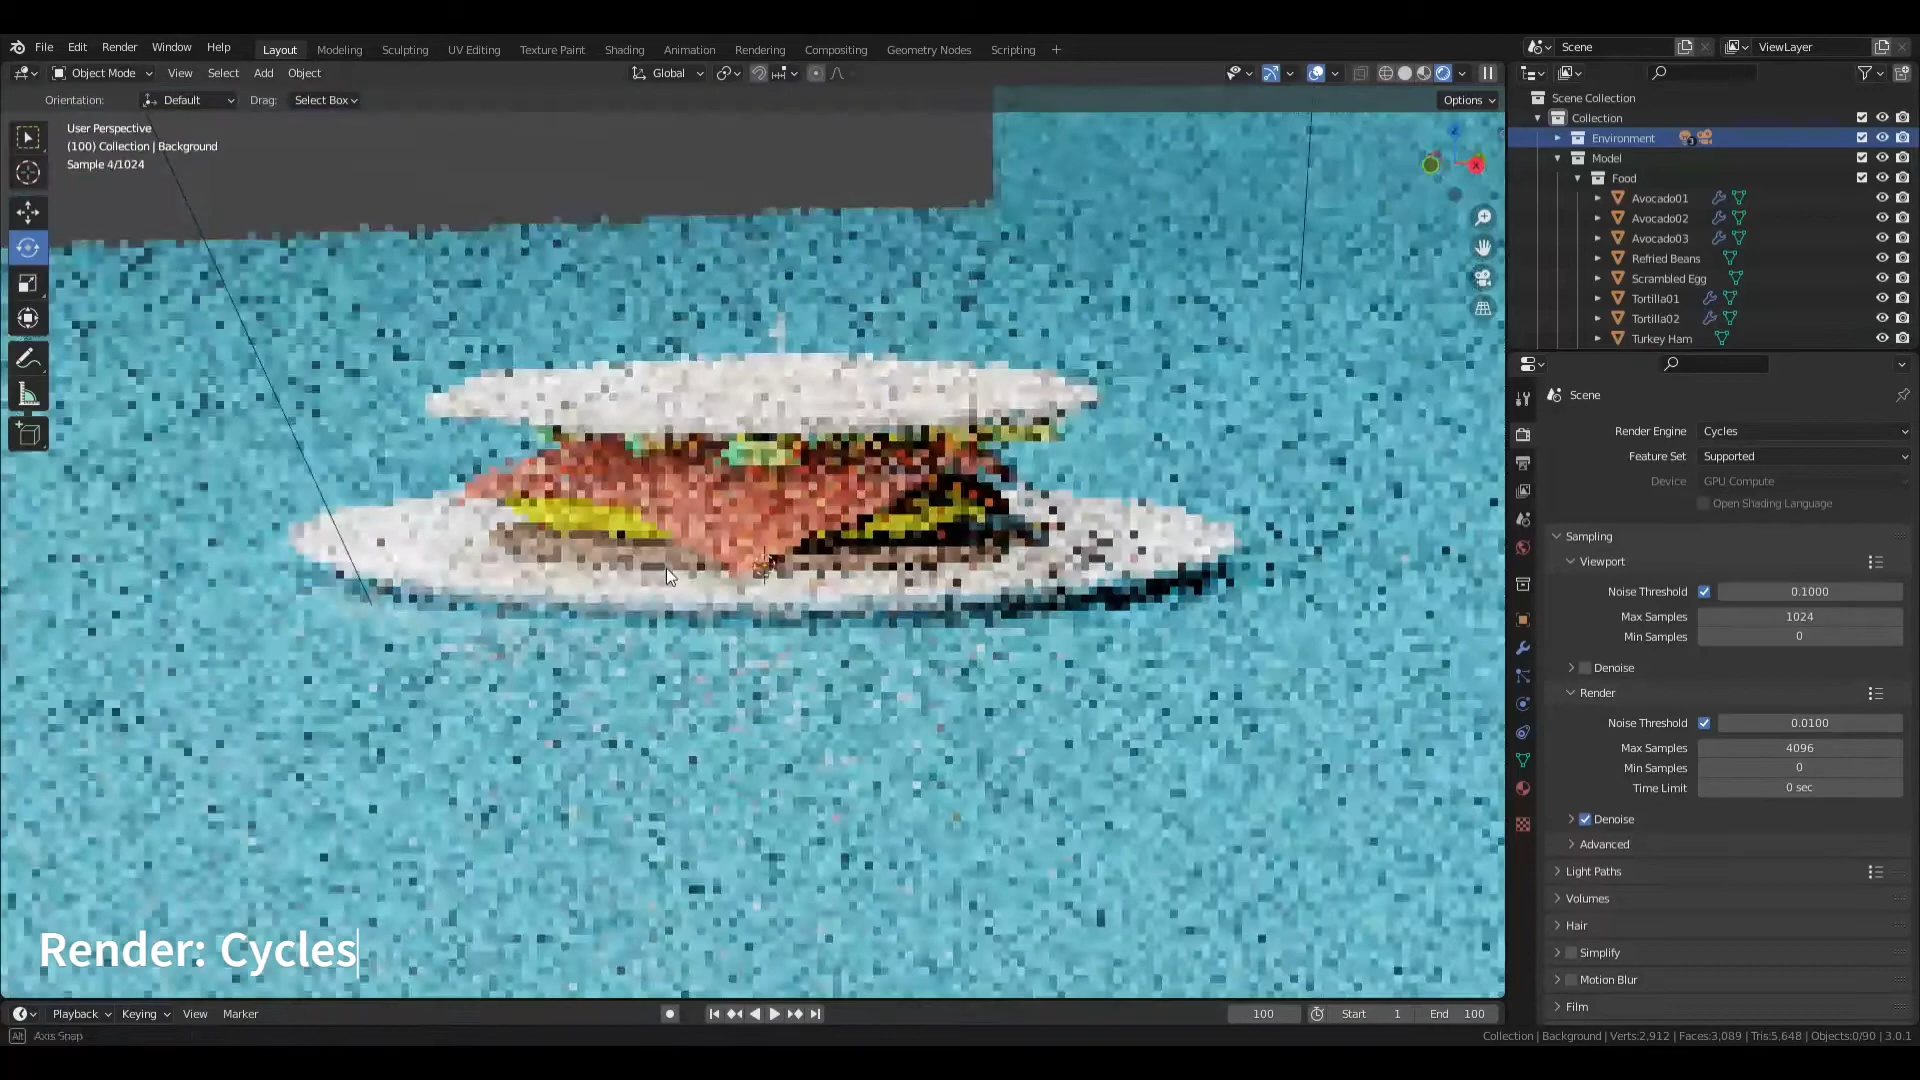 File Edit Render Window Help Layout Modeling Sculpting UV Editing Texture Paint Shading Animation Rendering Compositing Geometry Nodes Scripting + Scene ViewLayer
Object Mode View Select Add Object Global
Orientation: Default Drag: Select Box Options
User Perspective
(100) Collection | Background
Sample 4/1024
X
Scene Collection
Collection
Environment 3
Model
Food
Avocado01
Avocado02
Avocado03
Refried Beans
Scrambled Egg
Tortilla01
Tortilla02
Turkey Ham
Scene
Render Engine Cycles
Feature Set Supported
Device GPU Compute
Open Shading Language
Sampling
Viewport
Noise Threshold 0.1000
Max Samples 1024
Min Samples 0
Denoise
Render
Noise Threshold 0.0100
Max Samples 4096
Min Samples 0
Time Limit 0 sec
Denoise
Advanced
Light Paths
Volumes
Hair
Simplify
Motion Blur
Film
Render: Cycles
Playback Keying View Marker 100 Start 1 End 100
Alt Axis Snap Collection | Background | Verts:2,912 | Faces:3,089 | Tris:5,648 | Objects:0/90 | 3.0.1